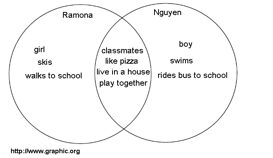 Ramona
Nguyen
girl
skis
walks to school
classmates
like pizza
live in a house
play together
boy
swims
rides bus to school
http://www.graphic.org